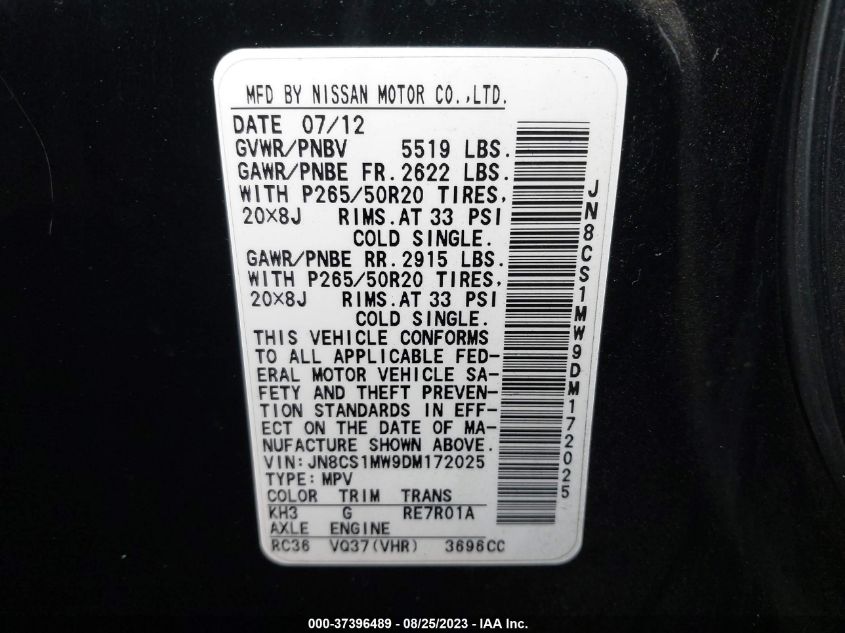 MFD BY NISSAN MOTOR CO.,LTD.
DATE 07/12
GVWR/PNBV 5519 LBS.
GAWR/PNBE FR. 2622 LBS.
WITH P265/50R20 TIRES,
20×8J RIMS.AT 33 PSI
COLD SINGLE.
GAWR/PNBE RR. 2915 LBS.
WITH P265/50R20 TIRES,
20×8J RIMS.AT 33 PSI
COLD SINGLE.
THIS VEHICLE CONFORMS
TO ALL APPLICABLE FED-
ERAL MOTOR VEHICLE SA-
FETY AND THEFT PREVEN-
TION STANDARDS IN EFF-
ECT ON THE DATE OF MA-
NUFACTURE SHOWN ABOVE.
VIN: JN8CS1MW9DM172025
TYPE: MPV
COLOR TRIM TRANS
KH3 G RE7R01A
AXLE ENGINE
RC36 VQ37(VHR) 3696CC
JN8CS1MW9DM172025
000-37396489 - 08/25/2023 - IAA Inc.